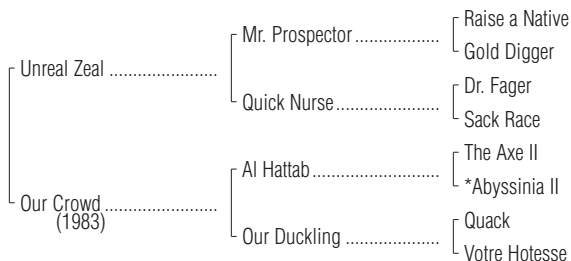 Raise a Native
Mr. Prospector ...................
Gold Digger
Unreal Zeal ........................
Dr. Fager
Quick Nurse .......................
Sack Race
The Axe II
Al Hattab ............................
*Abyssinia II
Our Crowd .........................
(1983)
Quack
Our Duckling .....................
Votre Hotesse